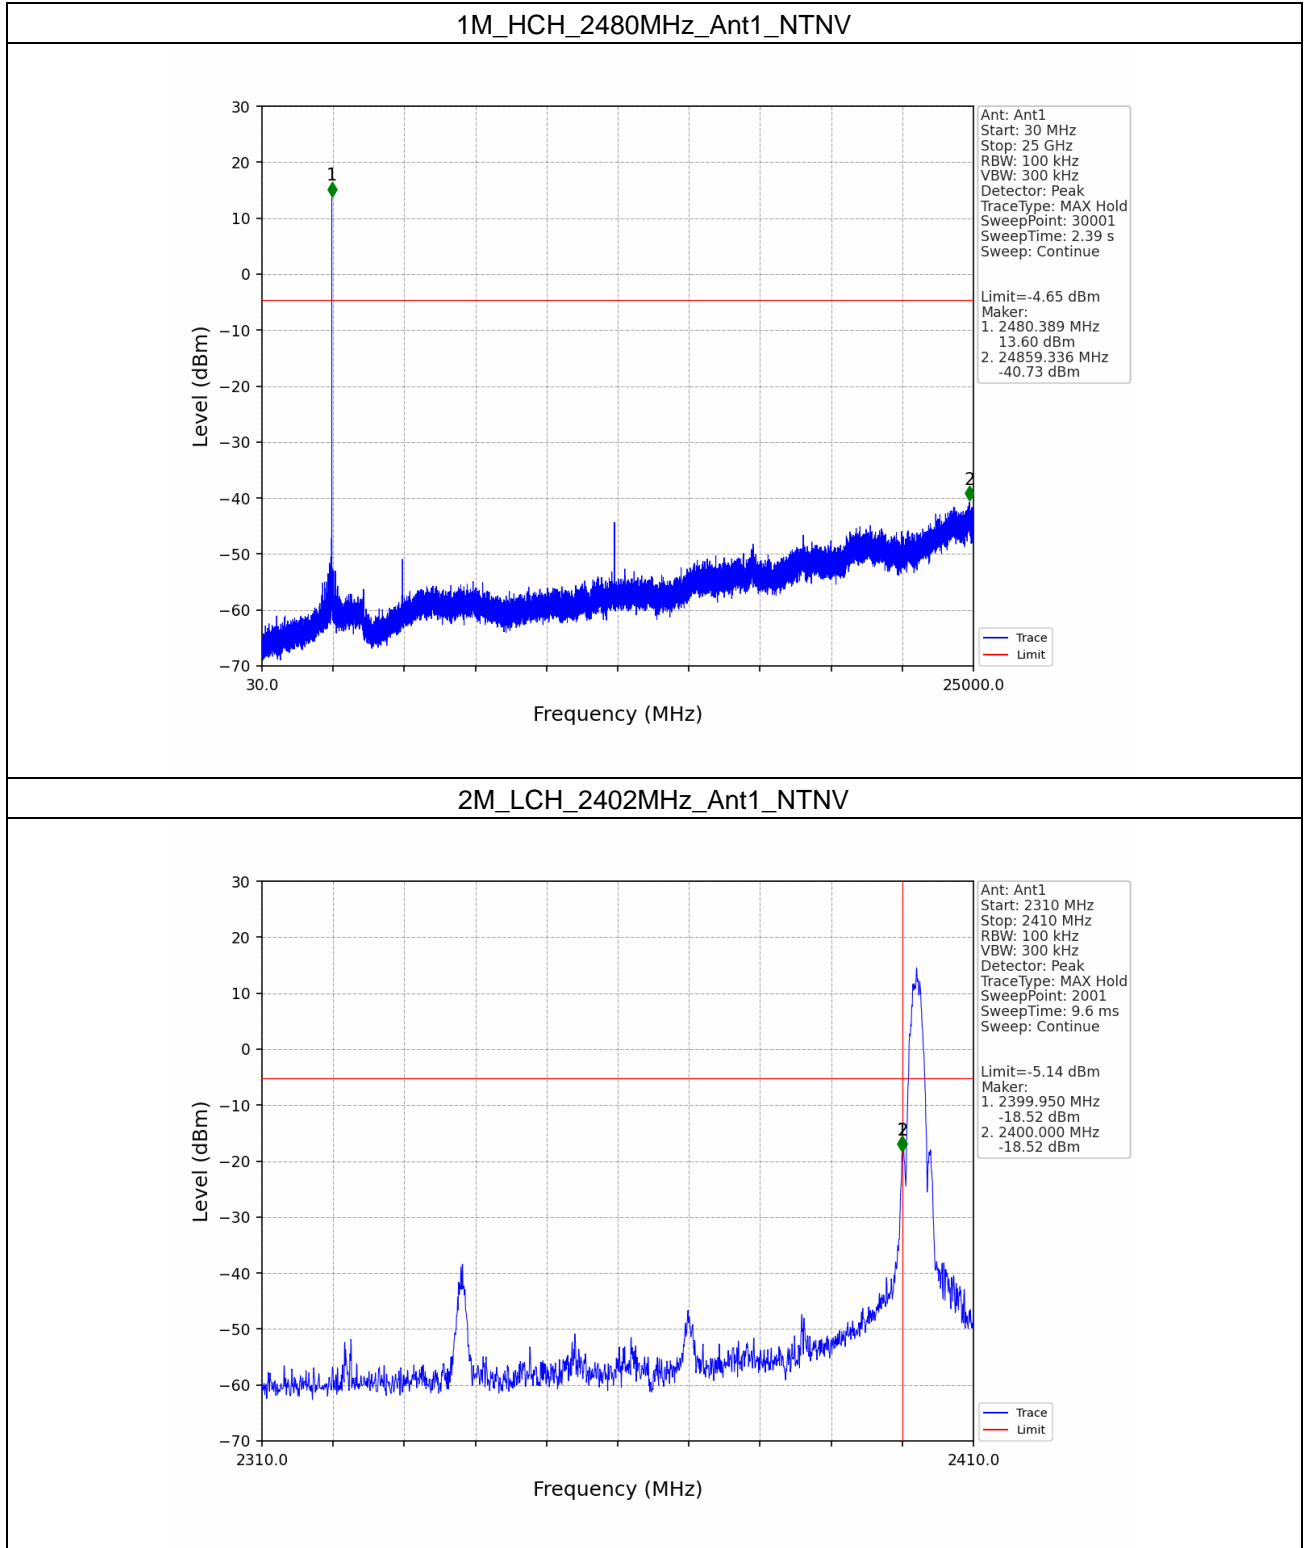 1M_HCH_2480MHz_Ant1_NTNV
30
20
10
0
−10
−20
−30
−40
−50
−60
−70
Level (dBm)
1
2
30.0
25000.0
Frequency (MHz)
Ant: Ant1
Start: 30 MHz
Stop: 25 GHz
RBW: 100 kHz
VBW: 300 kHz
Detector: Peak
TraceType: MAX Hold
SweepPoint: 30001
SweepTime: 2.39 s
Sweep: Continue
Limit=-4.65 dBm
Maker:
1. 2480.389 MHz
13.60 dBm
2. 24859.336 MHz
-40.73 dBm
Trace
Limit
2M_LCH_2402MHz_Ant1_NTNV
30
20
10
0
−10
−20
−30
−40
−50
−60
−70
Level (dBm)
2
2310.0
2410.0
Frequency (MHz)
Ant: Ant1
Start: 2310 MHz
Stop: 2410 MHz
RBW: 100 kHz
VBW: 300 kHz
Detector: Peak
TraceType: MAX Hold
SweepPoint: 2001
SweepTime: 9.6 ms
Sweep: Continue
Limit=-5.14 dBm
Maker:
1. 2399.950 MHz
-18.52 dBm
2. 2400.000 MHz
-18.52 dBm
Trace
Limit